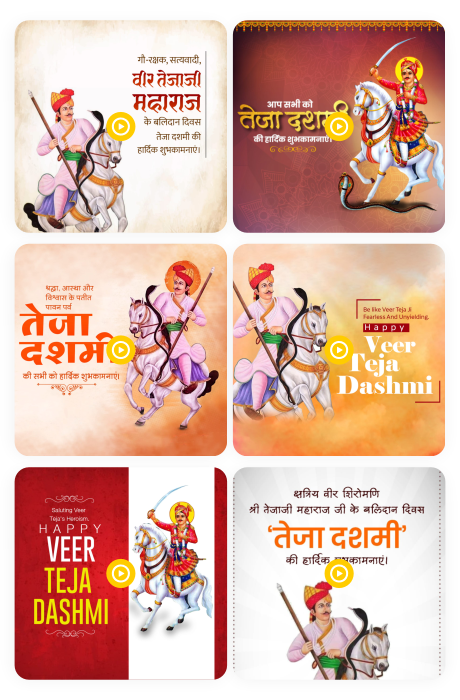 गौ-रक्षक, सत्यवादी,
वीर तेजाजी
महाराज
के बलिदान दिवस
तेजा दशमी की
हार्दिक शुभकामनाएं।
आप सभी को
तेजा दशमी
की हार्दिक शुभकामनाएं।
श्रद्धा, आस्था और
विश्वास के प्रतीत
पावन पर्व
तेजा
दशमी
की सभी को हार्दिक शुभकामनाएं।
Be like Veer Teja Ji
Fearless And Unyielding.
Happy
Veer
Teja
Dashmi
Saluting Veer
Teja's Heroism.
HAPPY
VEER
TEJA
DASHMI
क्षत्रिय वीर शिरोमणि
श्री तेजाजी महाराज जी के बलिदान दिवस
‘तेजा दशमी’
की हार्दिक शुभकामनाएं।